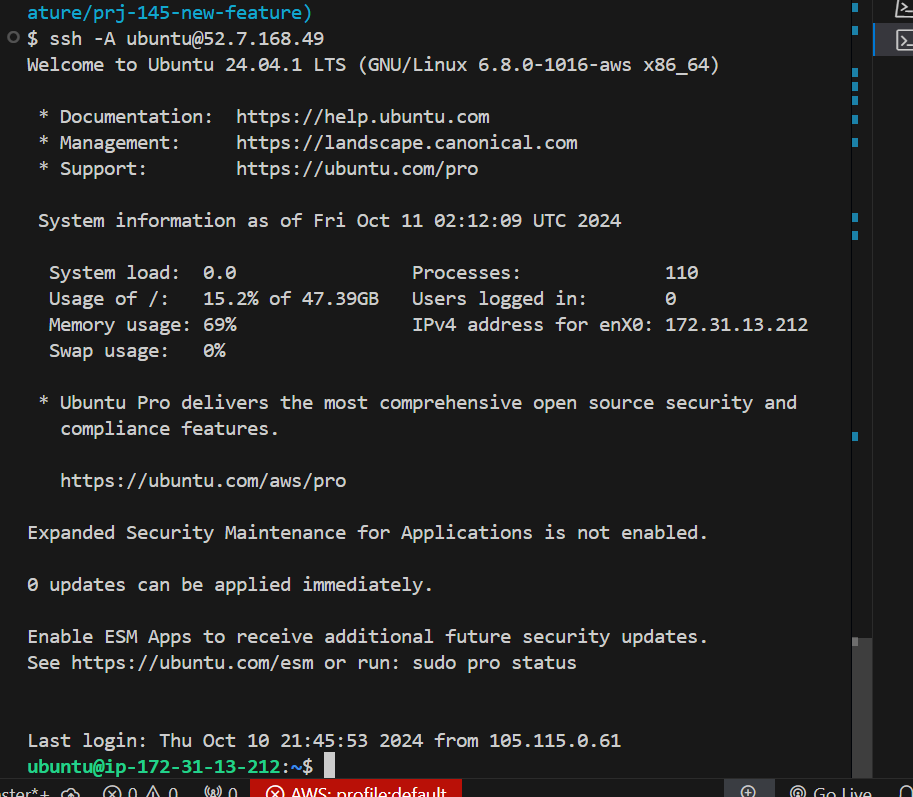 ature/prj-145-new-feature)
$ ssh -A ubuntu@52.7.168.49
Welcome to Ubuntu 24.04.1 LTS (GNU/Linux 6.8.0-1016-aws x86_64)
* Documentation: https://help.ubuntu.com
* Management: https://landscape.canonical.com
* Support: https://ubuntu.com/pro
System information as of Fri Oct 11 02:12:09 UTC 2024
System load: 0.0 Processes: 110
Usage of /: 15.2% of 47.39GB Users logged in: 0
Memory usage: 69% IPv4 address for enX0: 172.31.13.212
Swap usage: 0%
* Ubuntu Pro delivers the most comprehensive open source security and
compliance features.
https://ubuntu.com/aws/pro
Expanded Security Maintenance for Applications is not enabled.
0 updates can be applied immediately.
Enable ESM Apps to receive additional future security updates.
See https://ubuntu.com/esm or run: sudo pro status
Last login: Thu Oct 10 21:45:53 2024 from 105.115.0.61
ubuntu@ip-172-31-13-212:~$
ster*+ 0 0 0 AWS: profile:default Go Live